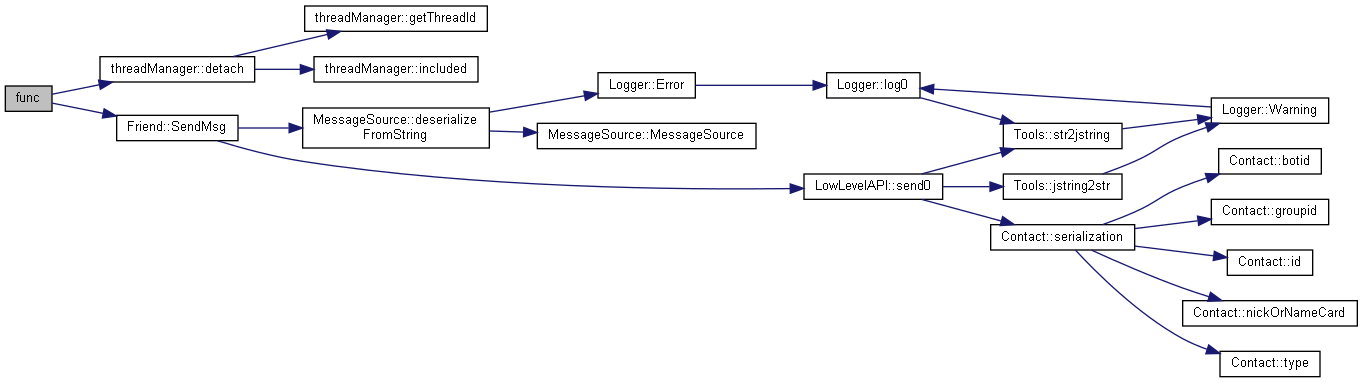 threadManager::getThreadId
threadManager::detach
threadManager::included
func
Friend::SendMsg
MessageSource::deserialize
FromString
Logger::Error
MessageSource::MessageSource
Logger::log0
Tools::str2jstring
Logger::Warning
LowLevelAPI::send0
Tools::jstring2str
Contact::serialization
Contact::botid
Contact::groupid
Contact::id
Contact::nickOrNameCard
Contact::type